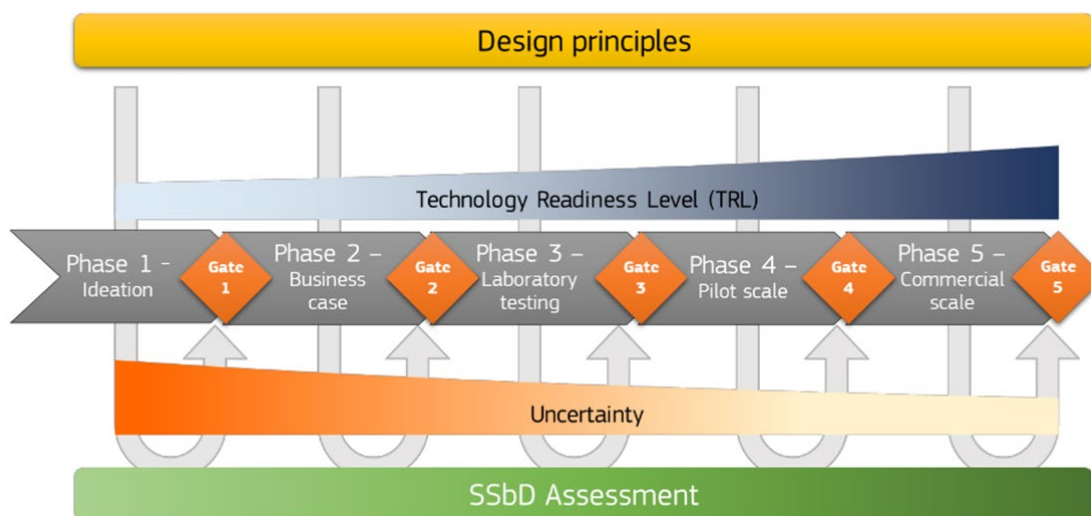 Design principles
Technology Readiness Level (TRL)
Phase 1 -
Ideation
Gate
1
Phase 2 –
Business
case
Gate
2
Phase 3 –
Laboratory
testing
Gate
3
Phase 4 –
Pilot scale
Gate
4
Phase 5 –
Commercial
scale
Gate
5
Uncertainty
SSbD Assessment